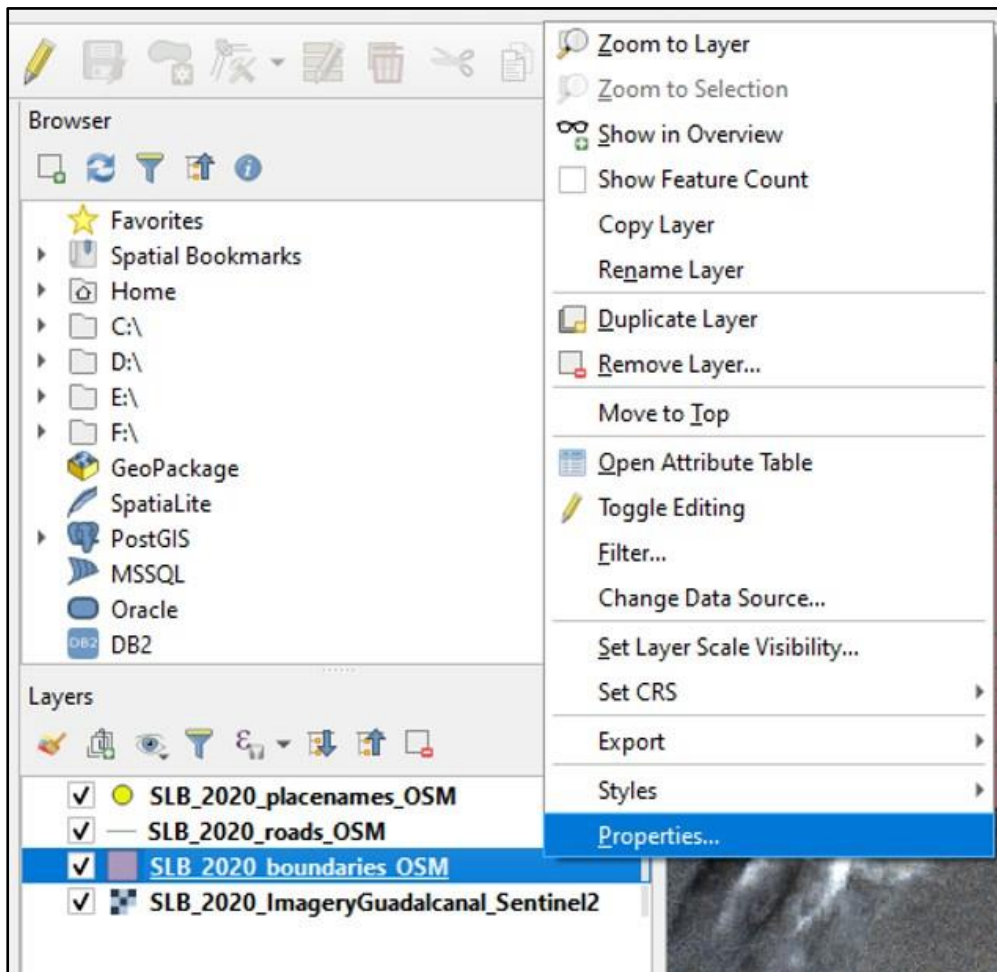 Browser
Favorites
Spatial Bookmarks
Home
C:\
D:\
E:\
F:\
GeoPackage
SpatiaLite
PostGIS
MSSQL
Oracle
DB2 DB2
Layers
ε
SLB_2020_placenames_OSM
SLB_2020_roads_OSM
SLB_2020_boundaries_OSM
SLB_2020_ImageryGuadalcanal_Sentinel2
Zoom to Layer
Zoom to Selection
Show in Overview
Show Feature Count
Copy Layer
Rename Layer
Duplicate Layer
Remove Layer...
Move to Top
Open Attribute Table
Toggle Editing
Filter...
Change Data Source...
Set Layer Scale Visibility...
Set CRS
Export
Styles
Properties...